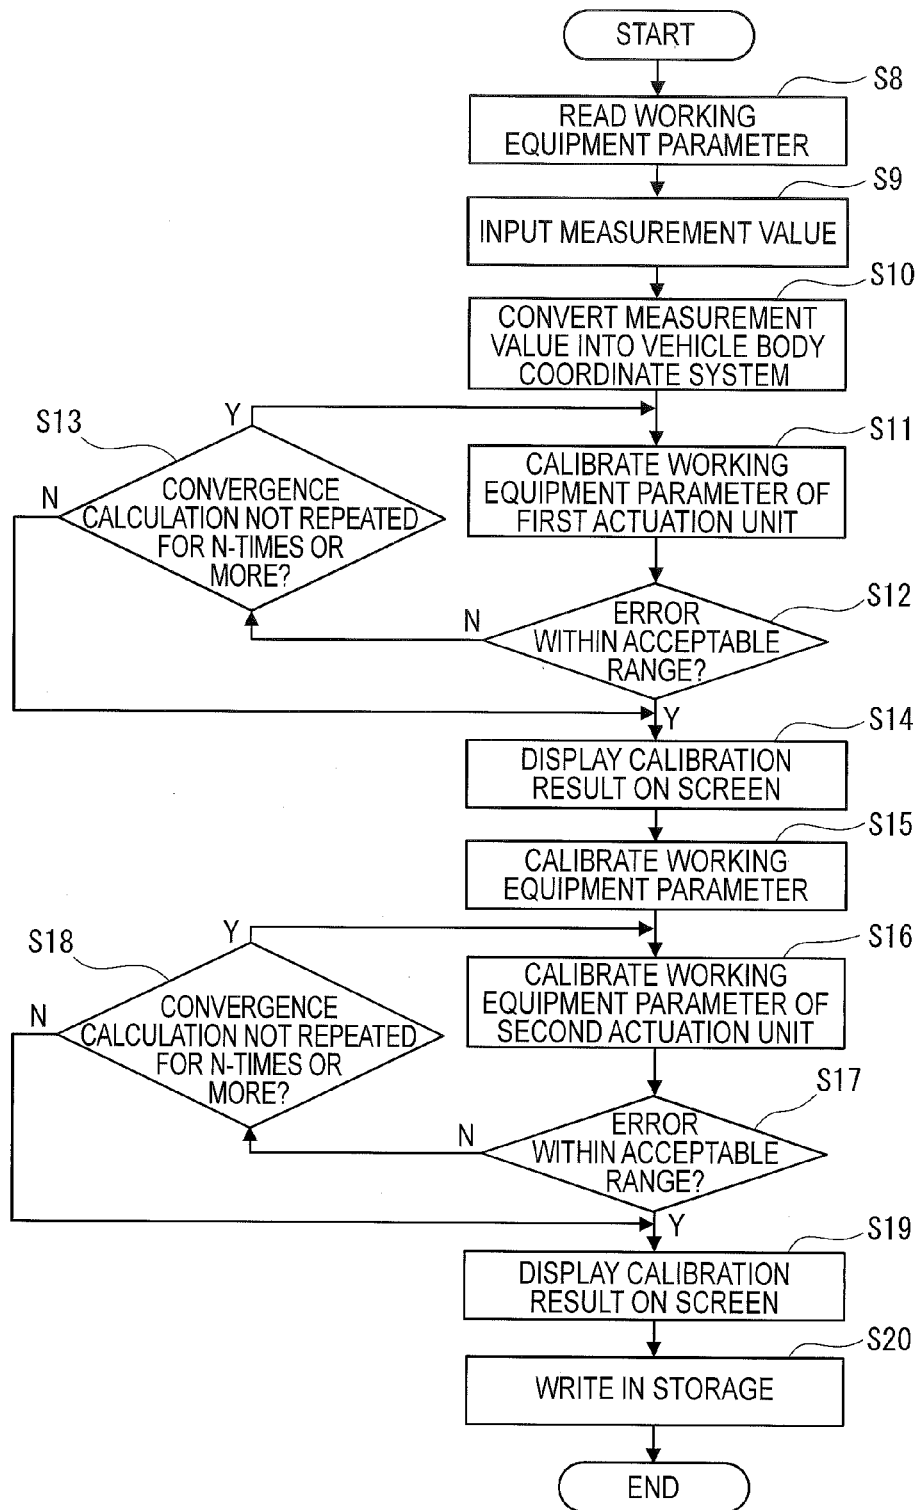 START
S8
READ WORKING
EQUIPMENT PARAMETER
S9
INPUT MEASUREMENT VALUE
S10
CONVERT MEASUREMENT
VALUE INTO VEHICLE BODY
COORDINATE SYSTEM
S13
Y
N
CONVERGENCE
CALCULATION NOT REPEATED
FOR N-TIMES OR
MORE?
S11
CALIBRATE WORKING
EQUIPMENT PARAMETER OF
FIRST ACTUATION UNIT
S12
N
ERROR
WITHIN ACCEPTABLE
RANGE?
Y
S14
DISPLAY CALIBRATION
RESULT ON SCREEN
S15
CALIBRATE WORKING
EQUIPMENT PARAMETER
S18
Y
N
CONVERGENCE
CALCULATION NOT REPEATED
FOR N-TIMES OR
MORE?
S16
CALIBRATE WORKING
EQUIPMENT PARAMETER OF
SECOND ACTUATION UNIT
S17
N
ERROR
WITHIN ACCEPTABLE
RANGE?
Y
S19
DISPLAY CALIBRATION
RESULT ON SCREEN
S20
WRITE IN STORAGE
END